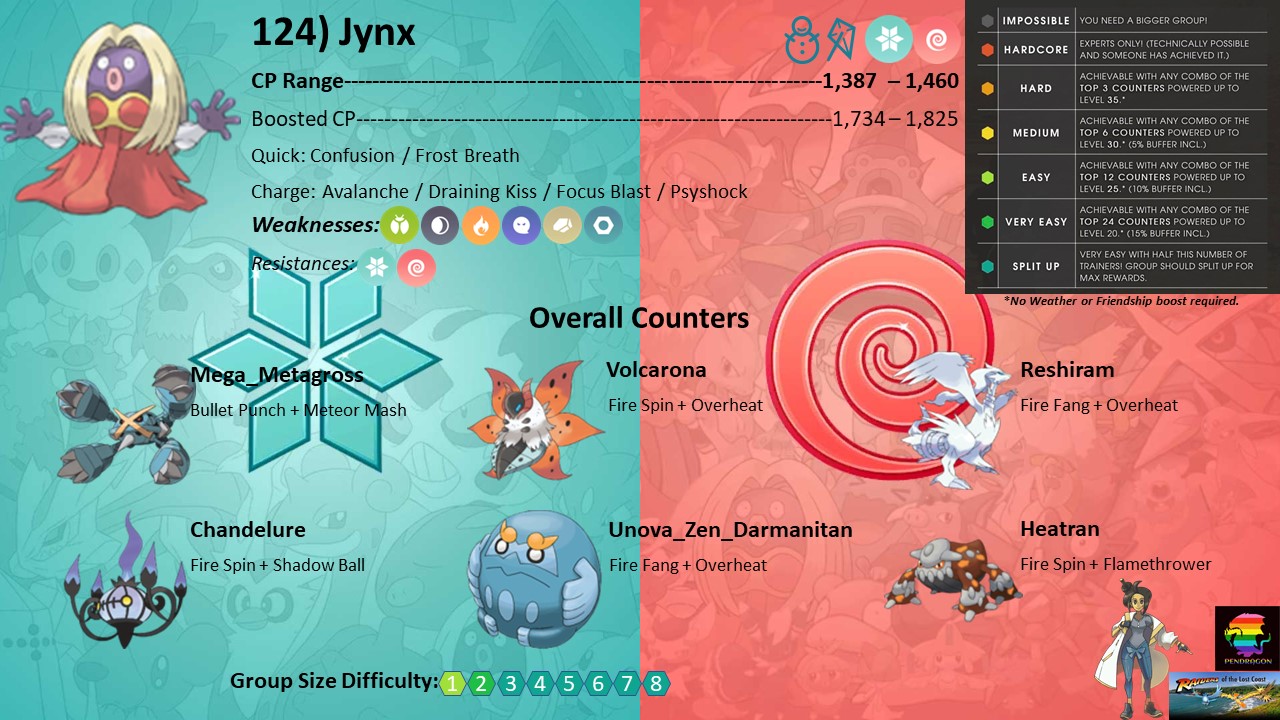 124) Jynx
CP Range--------------------------------------------------------------------1,387 – 1,460
Boosted CP--------------------------------------------------------------------1,734 – 1,825
Quick: Confusion / Frost Breath
Charge: Avalanche / Draining Kiss / Focus Blast / Psyshock
Weaknesses:
Resistances:
IMPOSSIBLE YOU NEED A BIGGER GROUP!
HARDCORE EXPERTS ONLY! (TECHNICALLY POSSIBLE
AND SOMEONE HAS ACHIEVED IT.)
HARD ACHIEVABLE WITH ANY COMBO OF THE
TOP 3 COUNTERS POWERED UP TO
LEVEL 35.*
MEDIUM ACHIEVABLE WITH ANY COMBO OF THE
TOP 6 COUNTERS POWERED UP TO
LEVEL 30.* (5% BUFFER INCL.)
EASY ACHIEVABLE WITH ANY COMBO OF THE
TOP 12 COUNTERS POWERED UP TO
LEVEL 25.* (10% BUFFER INCL.)
VERY EASY ACHIEVABLE WITH ANY COMBO OF THE
TOP 24 COUNTERS POWERED UP TO
LEVEL 20.* (15% BUFFER INCL.)
SPLIT UP VERY EASY WITH HALF THIS NUMBER OF
TRAINERS! GROUP SHOULD SPLIT UP FOR
MAX REWARDS.
*No Weather or Friendship boost required.
Overall Counters
Mega_Metagross
Bullet Punch + Meteor Mash
Volcarona
Fire Spin + Overheat
Reshiram
Fire Fang + Overheat
Chandelure
Fire Spin + Shadow Ball
Unova_Zen_Darmanitan
Fire Fang + Overheat
Heatran
Fire Spin + Flamethrower
Group Size Difficulty: 1 2 3 4 5 6 7 8
PENDRAGON
RAIDERS of the Lost Coast